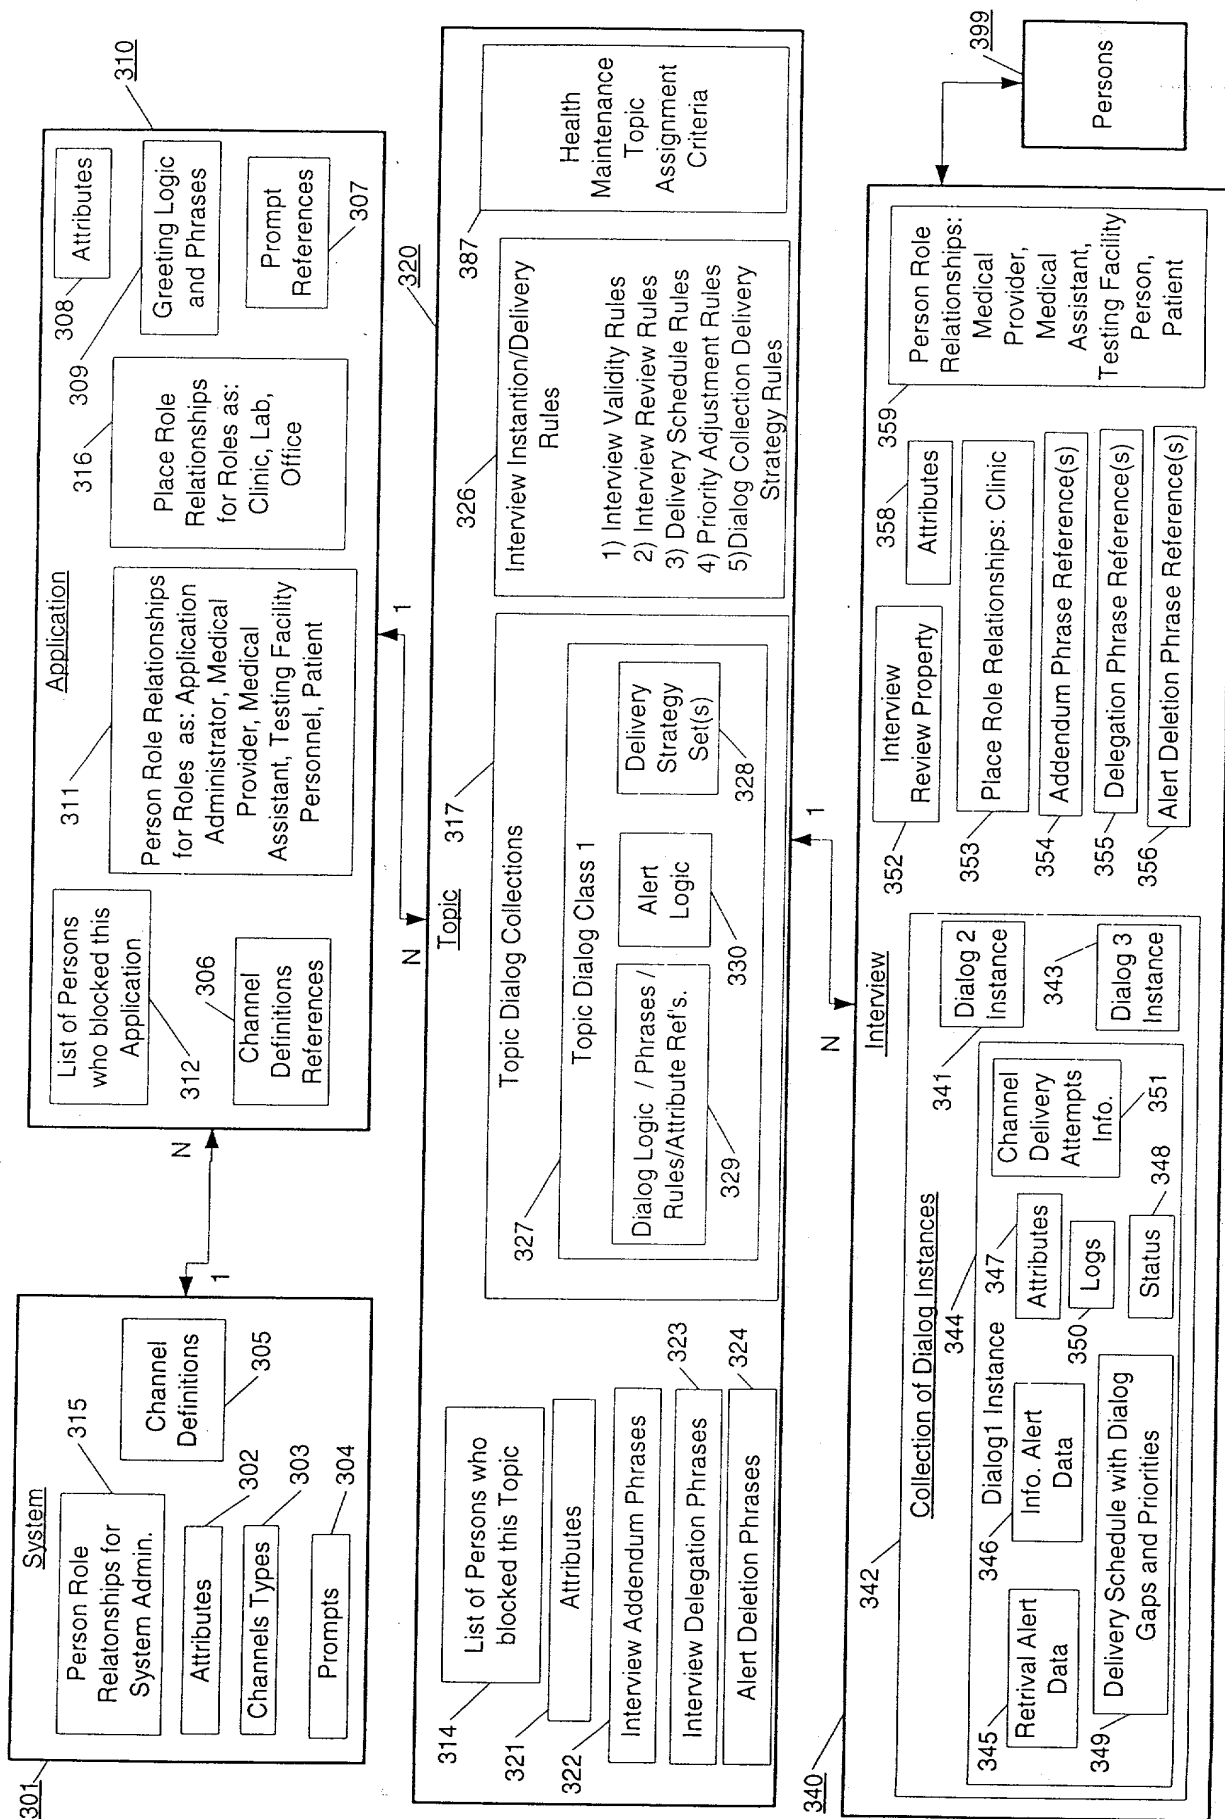 301
System
Person Role
Relatonships for
System Admin.
315
Attributes
302
Channels Types
303
Prompts
304
Channel
Definitions
305
1
N
310
Application
List of Persons
who blocked this
Application
312
306
Channel
Definitions
References
311
Person Role Relationships
for Roles as: Application
Administrator, Medical
Provider, Medical
Assistant, Testing Facility
Personnel, Patient
316
Place Role
Relationships
for Roles as:
Clinic, Lab,
Office
308
Attributes
309
Greeting Logic
and Phrases
Prompt
References
307
1
N
320
Topic
314
List of Persons who
blocked this Topic
321
Attributes
322
Interview Addendum Phrases
323
Interview Delegation Phrases
324
Alert Deletion Phrases
317
Topic Dialog Collections
327
Topic Dialog Class 1
Dialog Logic / Phrases /
Rules/Attribute Ref's.
329
Alert
Logic
330
Delivery
Strategy
Set(s)
328
326
Interview Instantion/Delivery
Rules
1) Interview Validity Rules
2) Interview Review Rules
3) Delivery Schedule Rules
4) Priority Adjustment Rules
5)Dialog Collection Delivery
Strategy Rules
387
Health
Maintenance
Topic
Assignment
Criteria
1
N
340
Interview
342
Collection of Dialog Instances
344
Dialog1 Instance
345
Retrival Alert
Data
346
Info. Alert
Data
347
Attributes
350
Logs
Status
348
Channel
Delivery
Attempts
Info.
351
349
Delivery Schedule with Dialog
Gaps and Priorities
341
Dialog 2
Instance
343
Dialog 3
Instance
352
Interview
Review Property
358
Attributes
353
Place Role Relationships: Clinic
354
Addendum Phrase Reference(s)
355
Delegation Phrase Reference(s)
356
Alert Deletion Phrase Reference(s)
359
Person Role
Relationships:
Medical
Provider,
Medical
Assistant,
Testing Facility
Person,
Patient
399
Persons